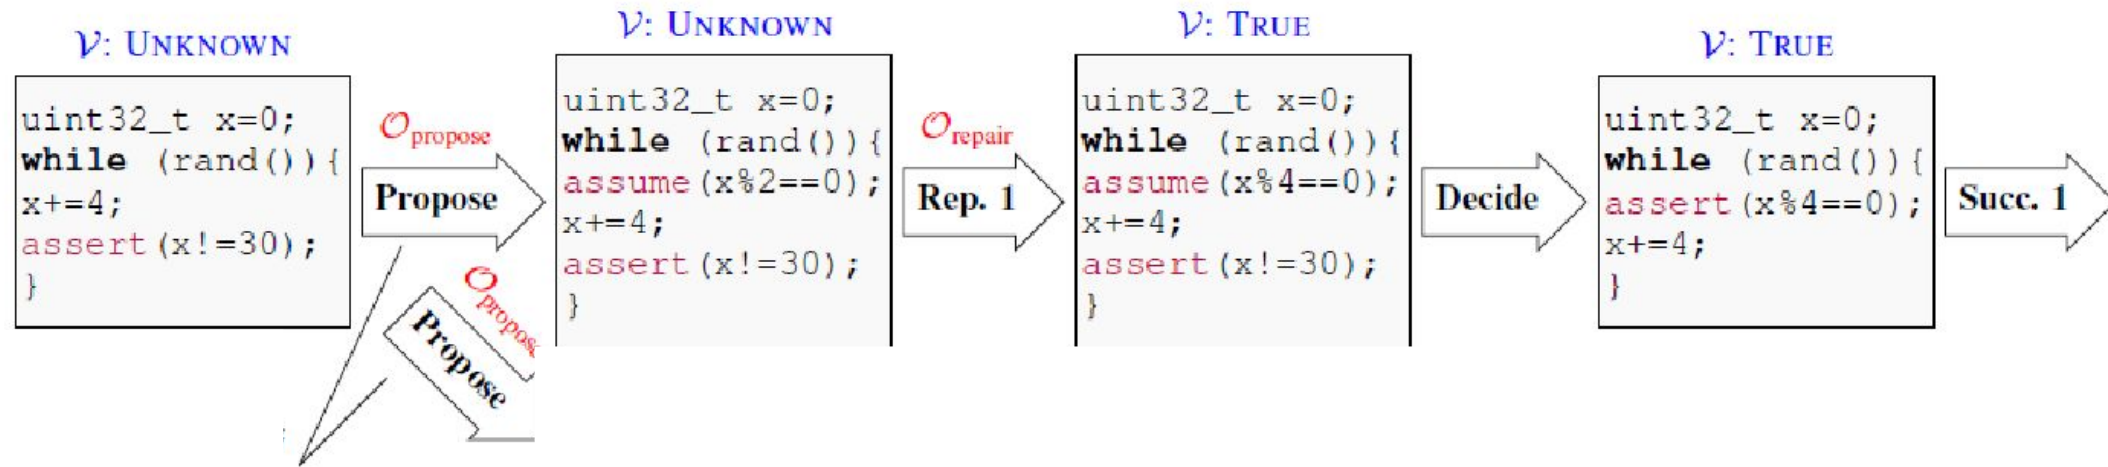 𝒱: UNKNOWN
uint32_t x=0;
while (rand()){
x+=4;
assert(x!=30);
}
𝒪propose
Propose
𝒪propose
Propose
𝒱: UNKNOWN
uint32_t x=0;
while (rand()){
assume(x%2==0);
x+=4;
assert(x!=30);
}
𝒪repair
Rep. 1
𝒱: TRUE
uint32_t x=0;
while (rand()){
assume(x%4==0);
x+=4;
assert(x!=30);
}
Decide
𝒱: TRUE
uint32_t x=0;
while (rand()){
assert(x%4==0);
x+=4;
}
Succ. 1